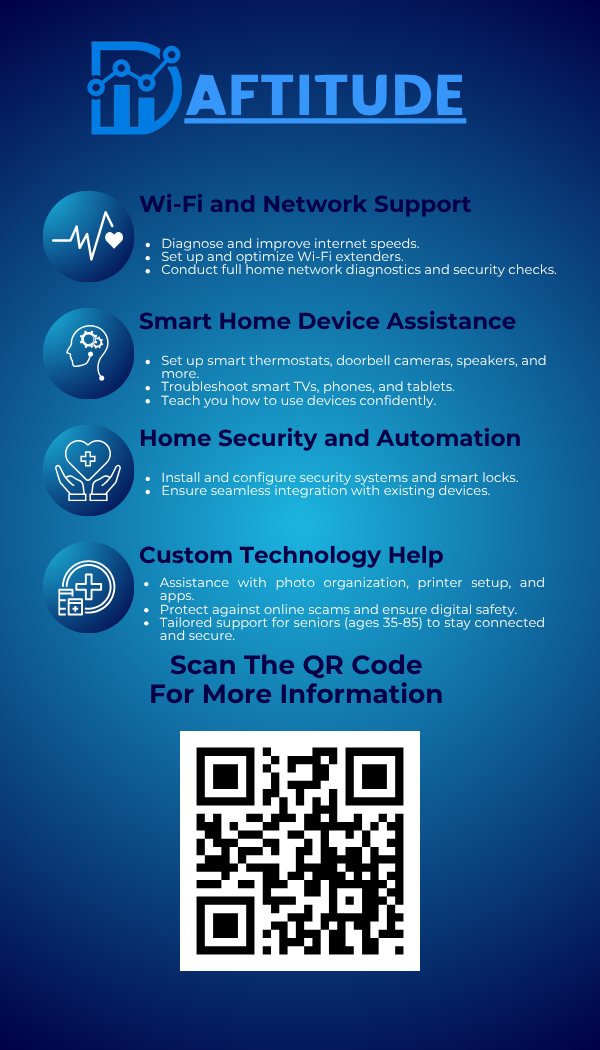 DAFTITUDE
Wi-Fi and Network Support
• Diagnose and improve internet speeds.
• Set up and optimize Wi-Fi extenders.
• Conduct full home network diagnostics and security checks.
Smart Home Device Assistance
• Set up smart thermostats, doorbell cameras, speakers, and
more.
• Troubleshoot smart TVs, phones, and tablets.
• Teach you how to use devices confidently.
Home Security and Automation
• Install and configure security systems and smart locks.
• Ensure seamless integration with existing devices.
Custom Technology Help
• Assistance with photo organization, printer setup, and
apps.
• Protect against online scams and ensure digital safety.
• Tailored support for seniors (ages 35-85) to stay connected
and secure.
Scan The QR Code
For More Information